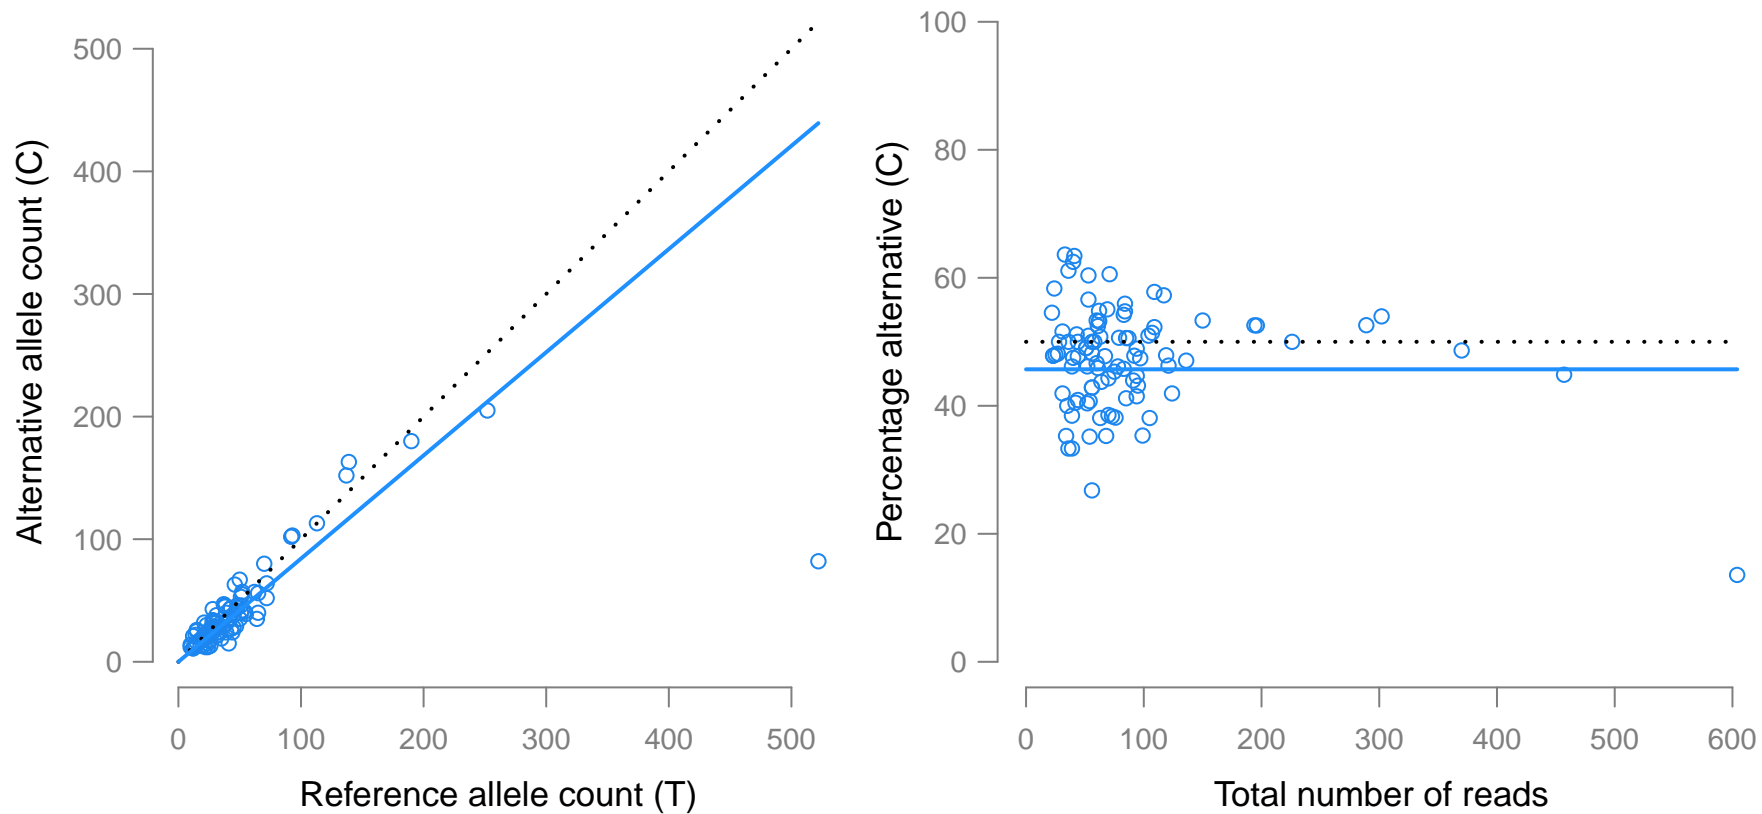 Alternative allele count (C)
500
400
300
200
100
0
0 100 200 300 400 500
Reference allele count (T)
Percentage alternative (C)
100
80
60
40
20
0
0 100 200 300 400 500 600
Total number of reads